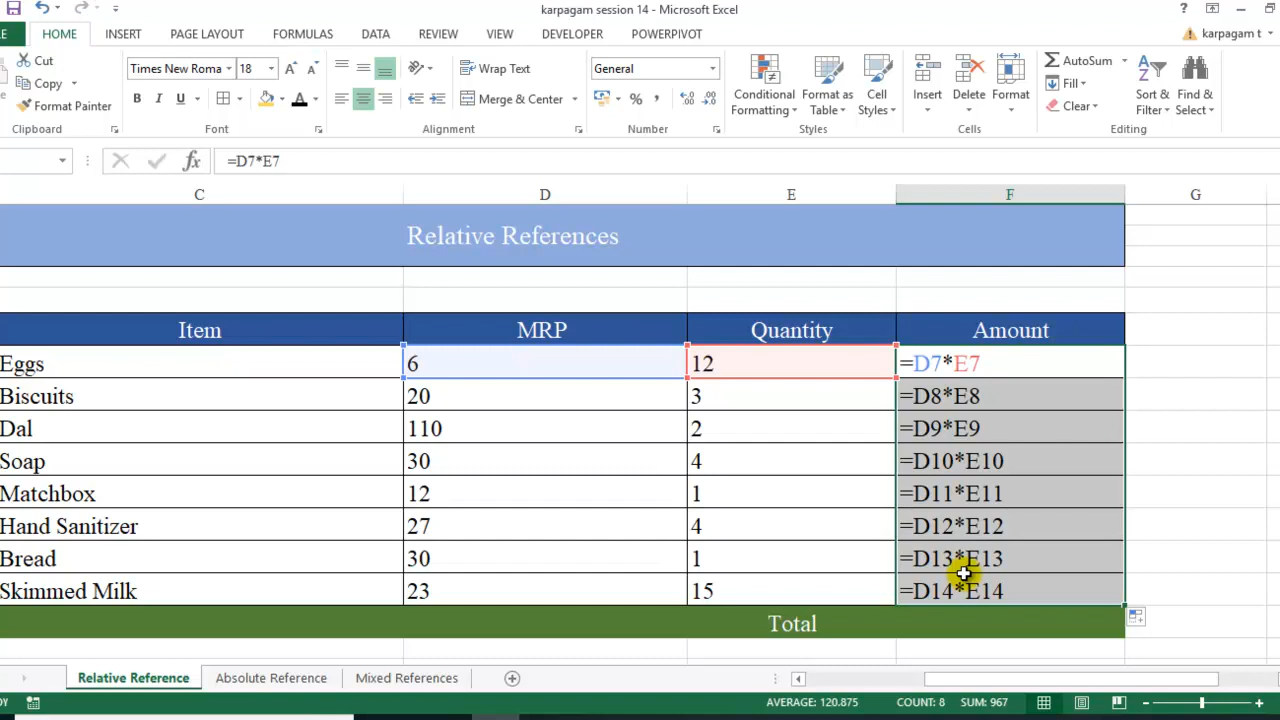 karpagam session 14 - Microsoft Excel
?
HOME INSERT PAGE LAYOUT FORMULAS DATA REVIEW VIEW DEVELOPER POWERPIVOT karpagam t
Cut
Copy
Format Painter
Clipboard
Times New Roma 18
B I U A
Font
Wrap Text
Merge & Center
Alignment
General
% ,
Number
Conditional Formatting
Format as Table
Cell Styles
Styles
Insert Delete Format
Cells
AutoSum
Fill
Clear
Sort & Filter
Find & Select
Editing
fx =D7*E7
C D E F G
Relative References
Item MRP Quantity Amount
Eggs 6 12 =D7*E7
Biscuits 20 3 =D8*E8
Dal 110 2 =D9*E9
Soap 30 4 =D10*E10
Matchbox 12 1 =D11*E11
Hand Sanitizer 27 4 =D12*E12
Bread 30 1 =D13*E13
Skimmed Milk 23 15 =D14*E14
Total
Relative Reference Absolute Reference Mixed References
AVERAGE: 120.875 COUNT: 8 SUM: 967